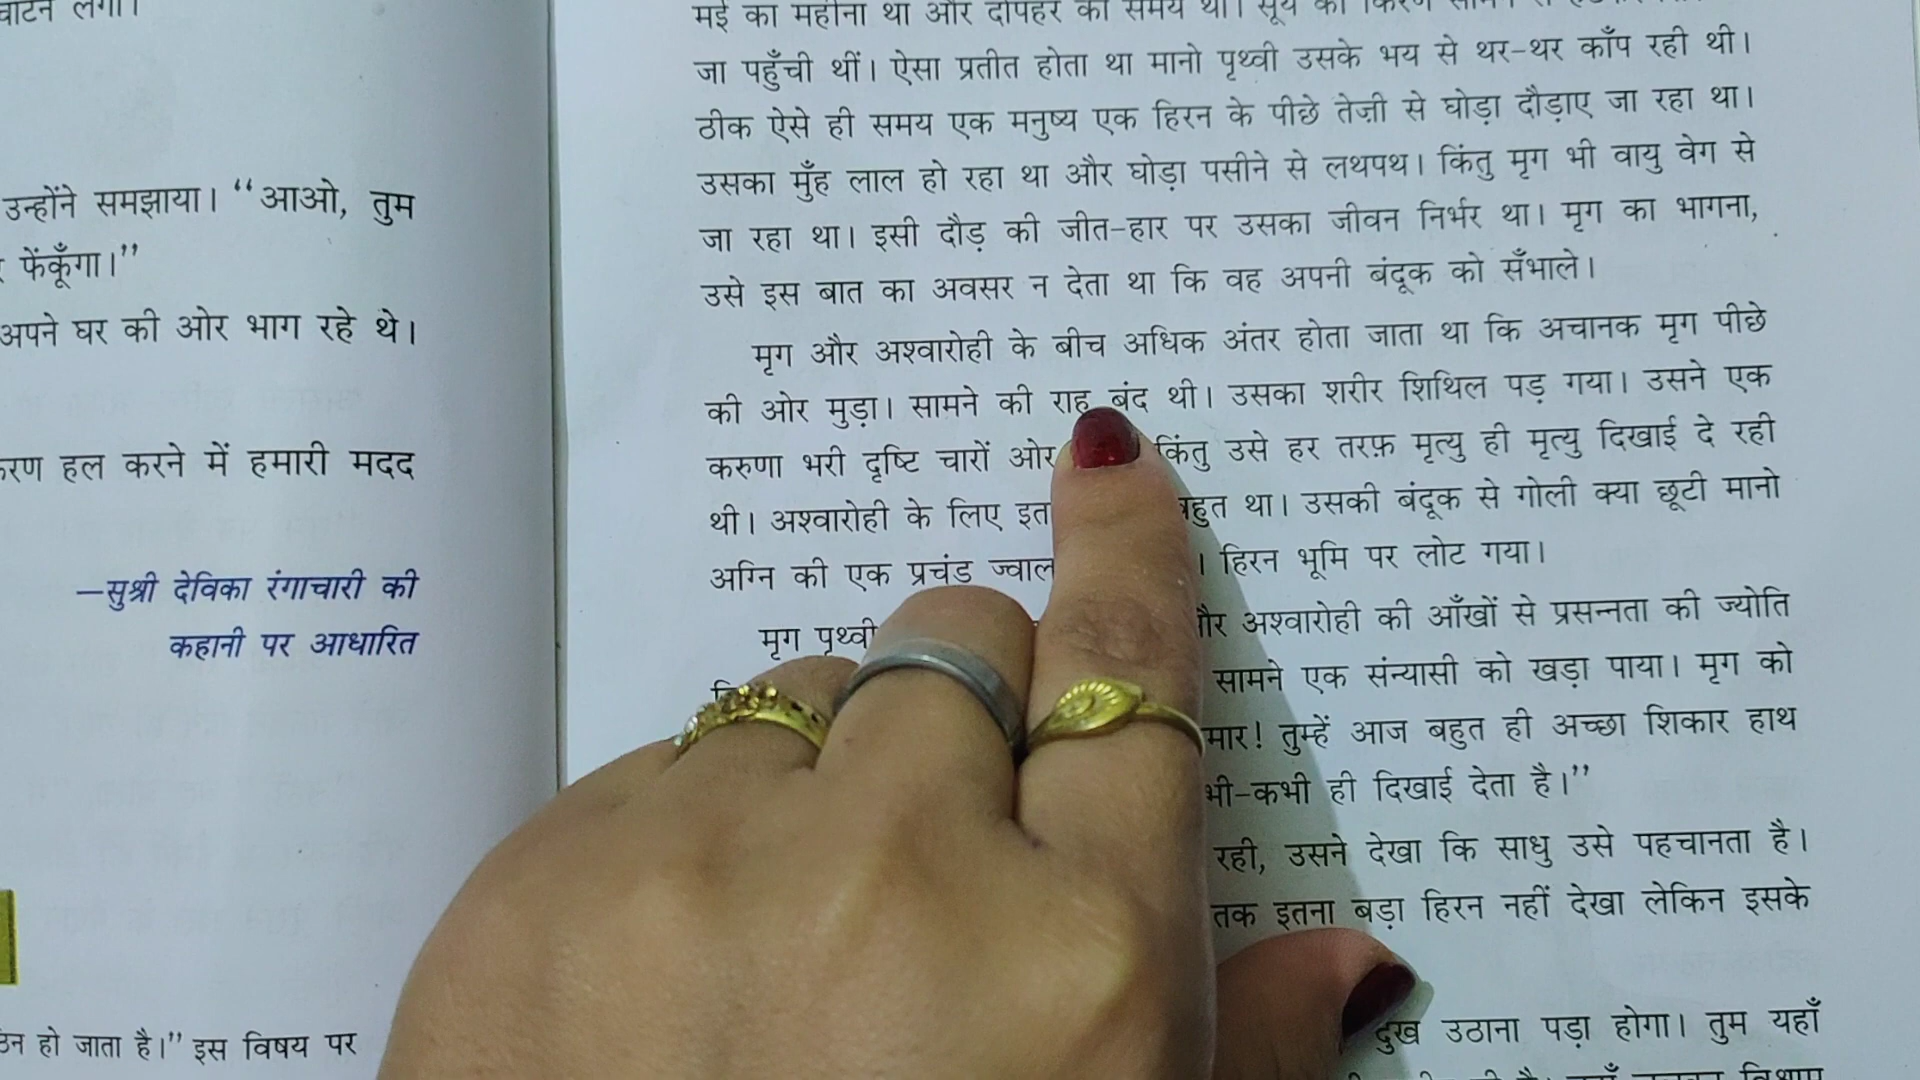 लगा।
उन्होंने समझाया। “आओ, तुम
फेंकूँगा।”
अपने घर की ओर भाग रहे थे।
हल करने में हमारी मदद
—सुश्री देविका रंगाचारी की
कहानी पर आधारित
हो जाता है।” इस विषय पर
मई का महीना था और दोपहर का समय था। सूर्य की किरणें
जा पहुँची थीं। ऐसा प्रतीत होता था मानो पृथ्वी उसके भय से थर-थर काँप रही थी।
ठीक ऐसे ही समय एक मनुष्य एक हिरन के पीछे तेज़ी से घोड़ा दौड़ाए जा रहा था।
उसका मुँह लाल हो रहा था और घोड़ा पसीने से लथपथ। किंतु मृग भी वायु वेग से
जा रहा था। इसी दौड़ की जीत-हार पर उसका जीवन निर्भर था। मृग का भागना,
उसे इस बात का अवसर न देता था कि वह अपनी बंदूक को सँभाले।
मृग और अश्वारोही के बीच अधिक अंतर होता जाता था कि अचानक मृग पीछे
की ओर मुड़ा। सामने की राह बंद थी। उसका शरीर शिथिल पड़ गया। उसने एक
करुणा भरी दृष्टि चारों ओर किंतु उसे हर तरफ़ मृत्यु ही मृत्यु दिखाई दे रही
थी। अश्वारोही के लिए बहुत था। उसकी बंदूक से गोली क्या छूटी मानो
अग्नि की एक प्रचंड । हिरन भूमि पर लोट गया।
मृग पृथ्वी और अश्वारोही की आँखों से प्रसन्नता की ज्योति
सामने एक संन्यासी को खड़ा पाया। मृग को
तुम्हें आज बहुत ही अच्छा शिकार हाथ
ही दिखाई देता है।”
रही, उसने देखा कि साधु उसे पहचानता है।
तक इतना बड़ा हिरन नहीं देखा लेकिन इसके
दुख उठाना पड़ा होगा। तुम यहाँ